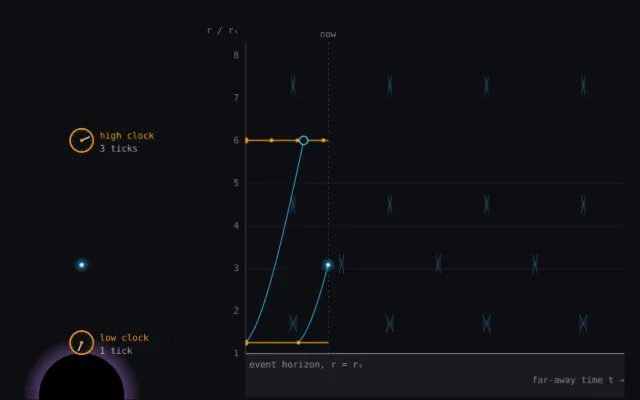 r / rₛ
now
8
7
6
high clock
3 ticks
5
4
3
2
low clock
1 tick
1
event horizon, r = rₛ
far-away time t →